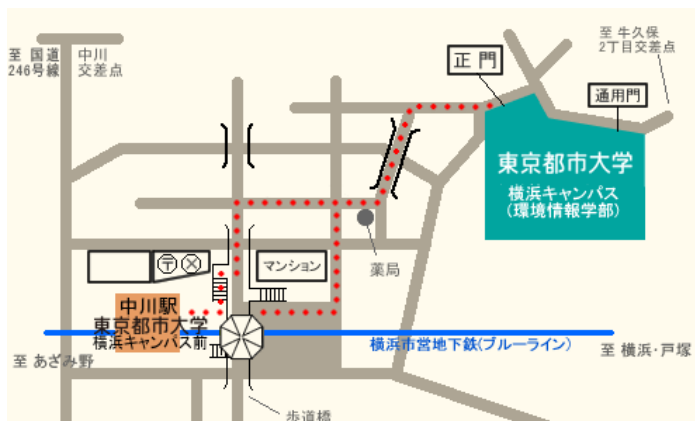 至 国道
246号線
中川
交差点
至 牛久保
2丁目交差点
正 門
通用門
東京都市大学
横浜キャンパス
(環境情報学部)
〒
マンション
薬局
中川駅
東京都市大学
横浜キャンパス前
横浜市営地下鉄(ブルーライン)
至 あざみ野
至 横浜・戸塚
歩道橋